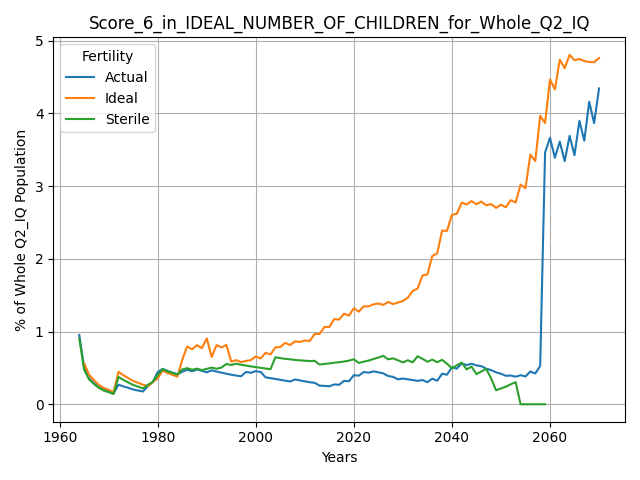 Score_6_in_IDEAL_NUMBER_OF_CHILDREN_for_Whole_Q2_IQ
Fertility
Actual
Ideal
Sterile
% of Whole Q2_IQ Population
5
4
3
2
1
0
1960
1980
2000
2020
2040
2060
Years